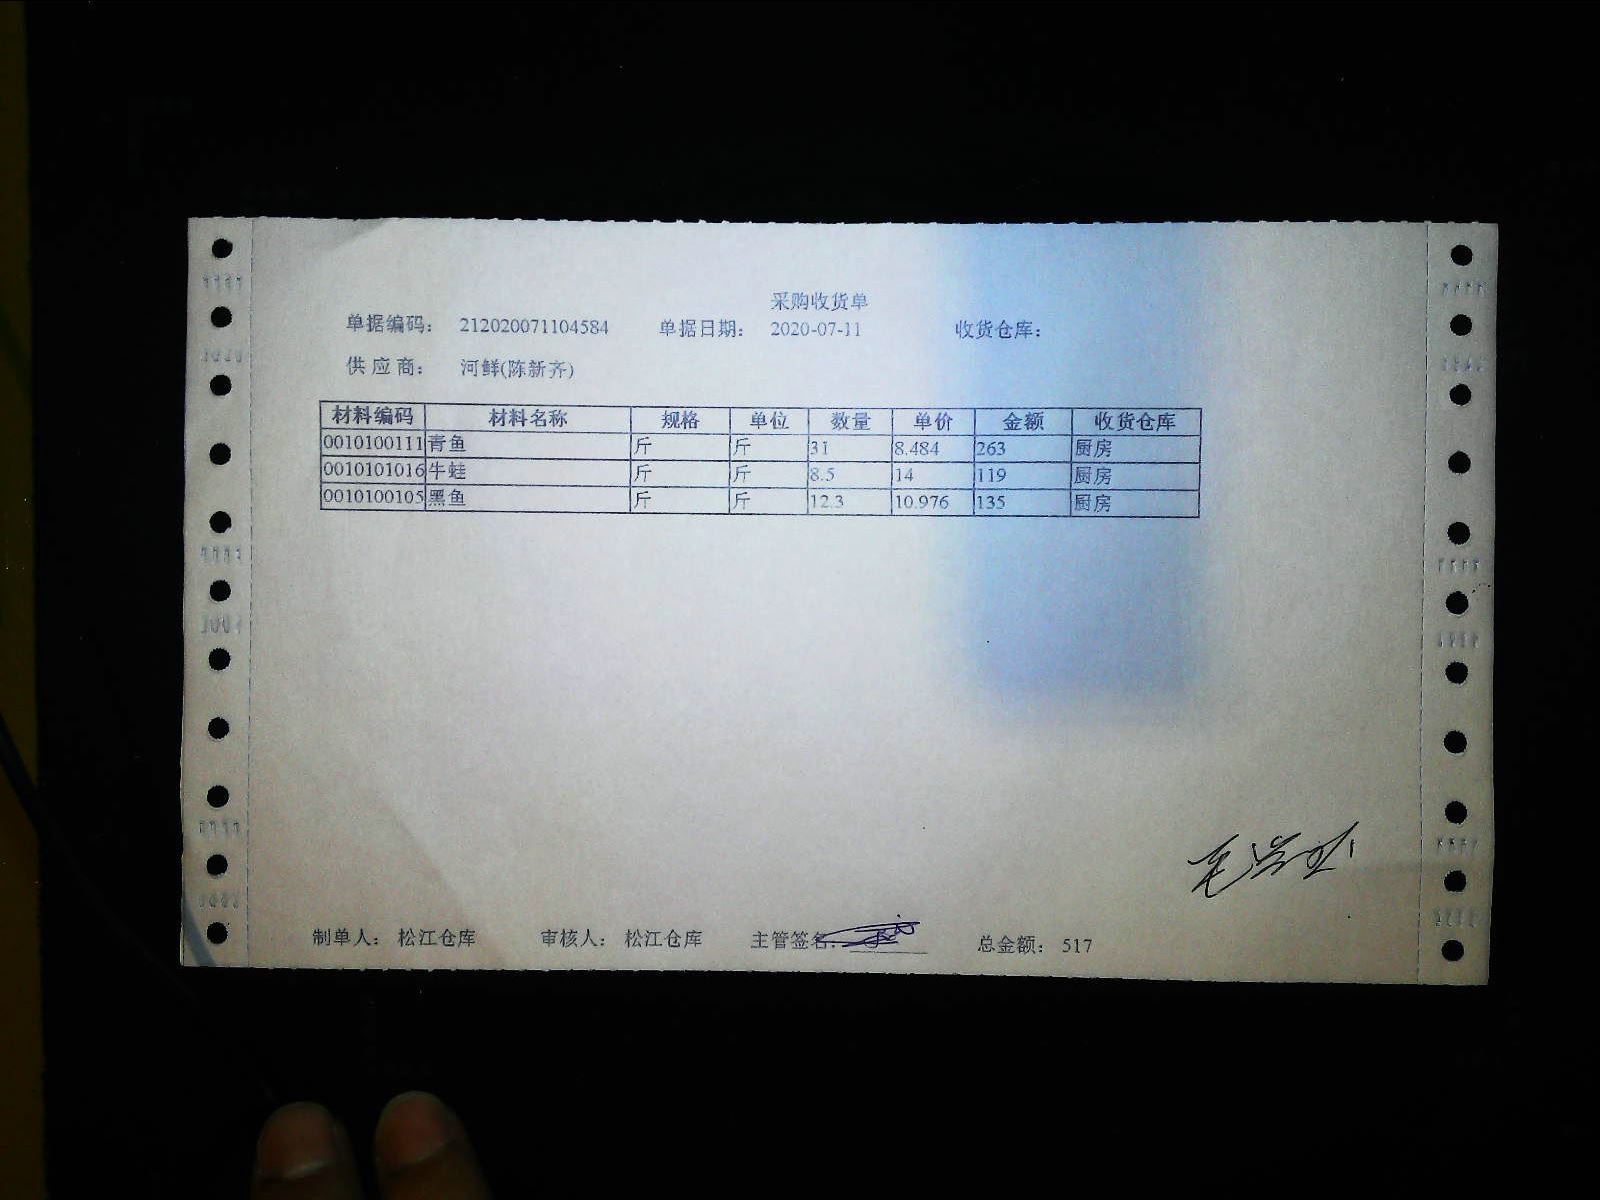 采购收货单
单据编码: 212020071104584 单据日期: 2020-07-11 收货仓库:
供应商: 河鲜(陈新齐)
材料编码 材料名称 规格 单位 数量 单价 金额 收货仓库
0010100111 青鱼 斤 斤 31 8.484 263 厨房
0010101016 牛蛙 斤 斤 8.5 14 119 厨房
0010100105 黑鱼 斤 斤 12.3 10.976 135 厨房
制单人: 松江仓库 审核人: 松江仓库 主管签名: 总金额: 517